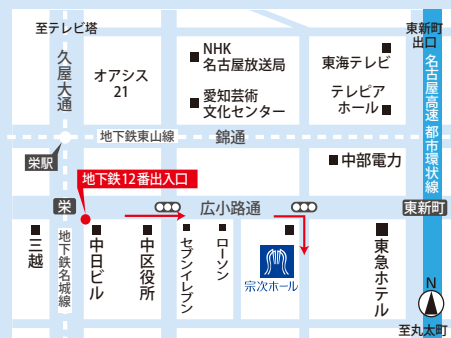 至テレビ塔
久屋大通
オアシス
21
NHK
名古屋放送局
愛知芸術
文化センター
東海テレビ
テレピア
ホール
東新町
出口
名古屋高速 都市環状線
地下鉄東山線
錦通
栄駅
中部電力
地下鉄12番出入口
栄
広小路通
東新町
三越
地下鉄名城線
中日ビル
中区役所
セブンイレブン
ローソン
宗次ホール
東急ホテル
N
至丸太町